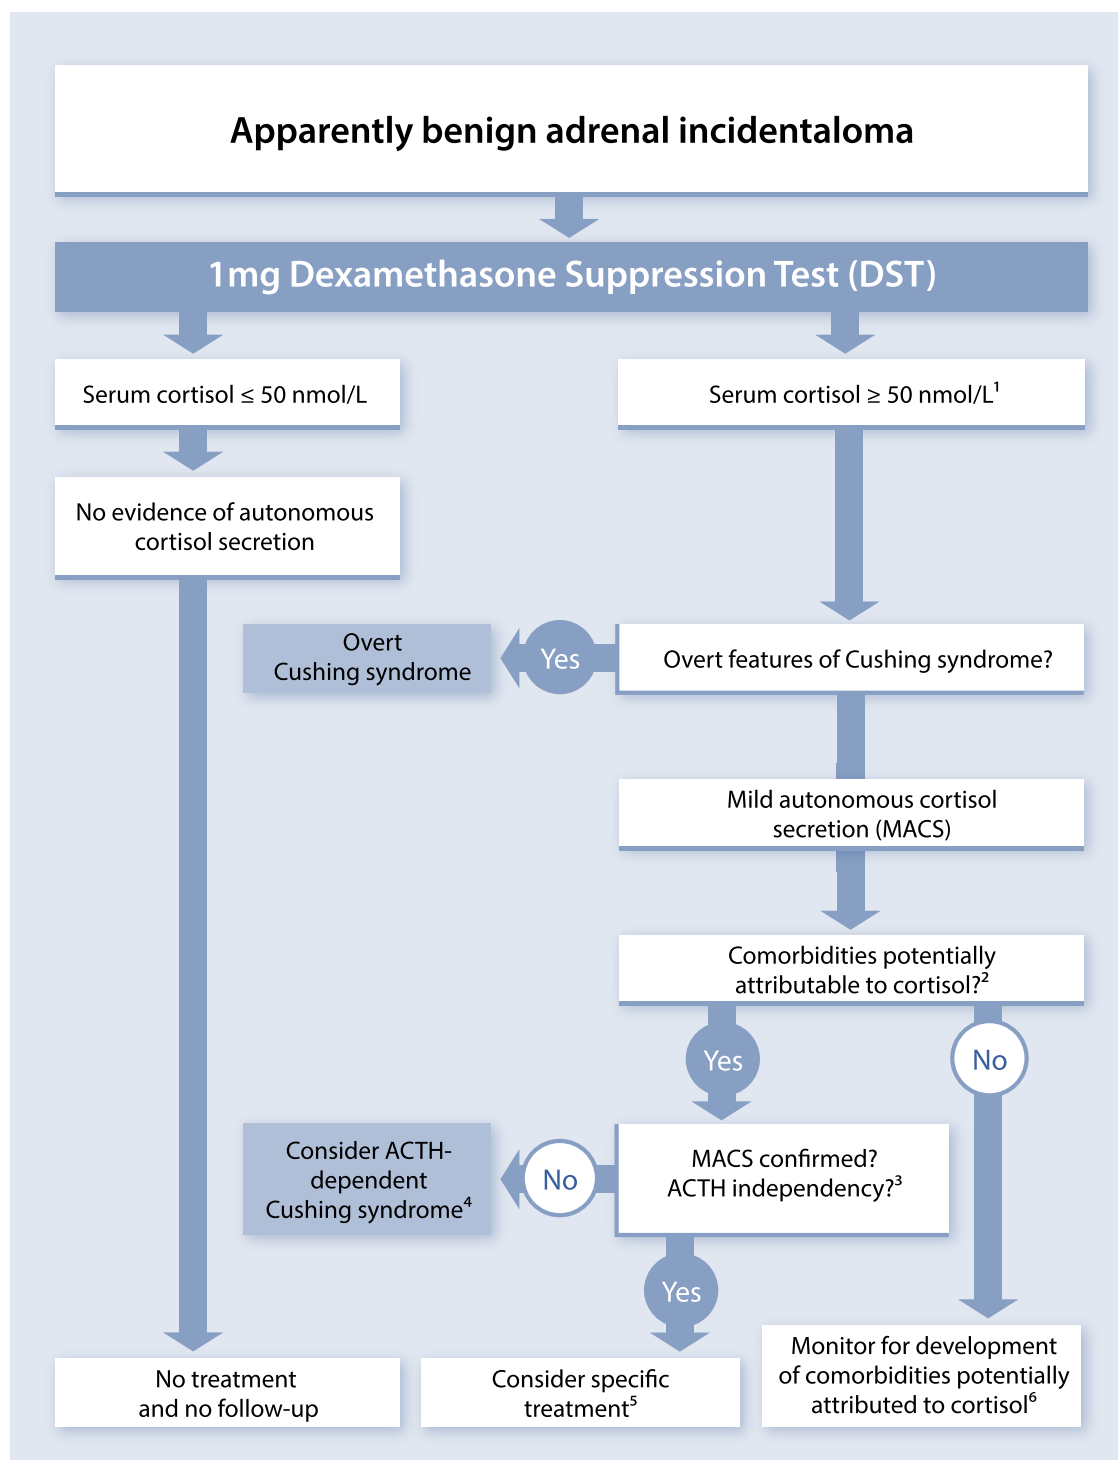 Apparently benign adrenal incidentaloma
1mg Dexamethasone Suppression Test (DST)
Serum cortisol ≤ 50 nmol/L
Serum cortisol ≥ 50 nmol/L¹
No evidence of autonomous
cortisol secretion
Overt
Cushing syndrome
Yes
Overt features of Cushing syndrome?
Mild autonomous cortisol
secretion (MACS)
Comorbidities potentially
attributable to cortisol?²
Yes
No
Consider ACTH-
dependent
Cushing syndrome⁴
No
MACS confirmed?
ACTH independency?³
Yes
No treatment
and no follow-up
Consider specific
treatment⁵
Monitor for development
of comorbidities potentially
attributed to cortisol⁶